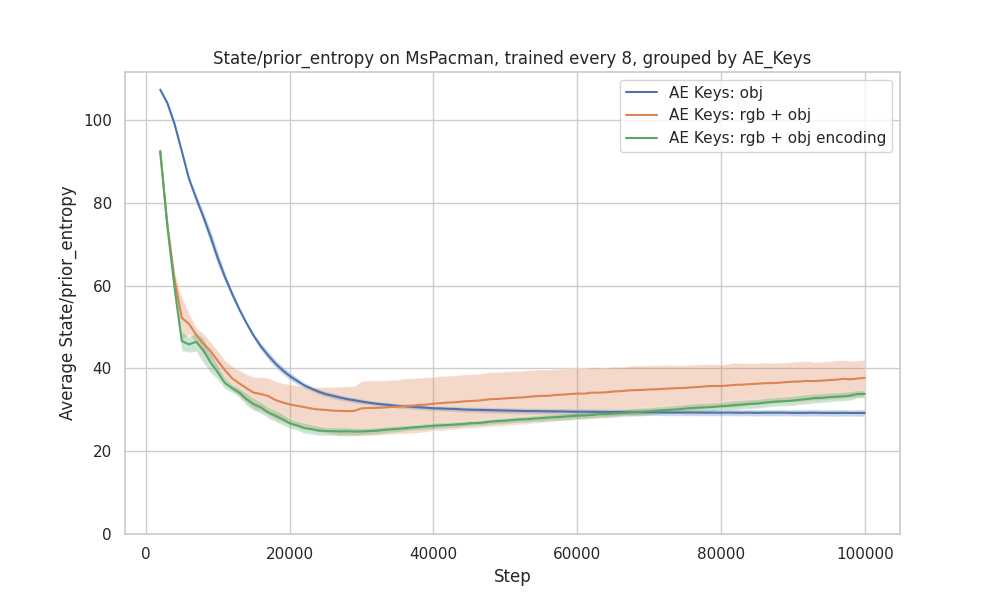 State/prior_entropy on MsPacman, trained every 8, grouped by AE_Keys
AE Keys: obj
AE Keys: rgb + obj
AE Keys: rgb + obj encoding
Average State/prior_entropy
100
80
60
40
20
0
0 20000 40000 60000 80000 100000
Step